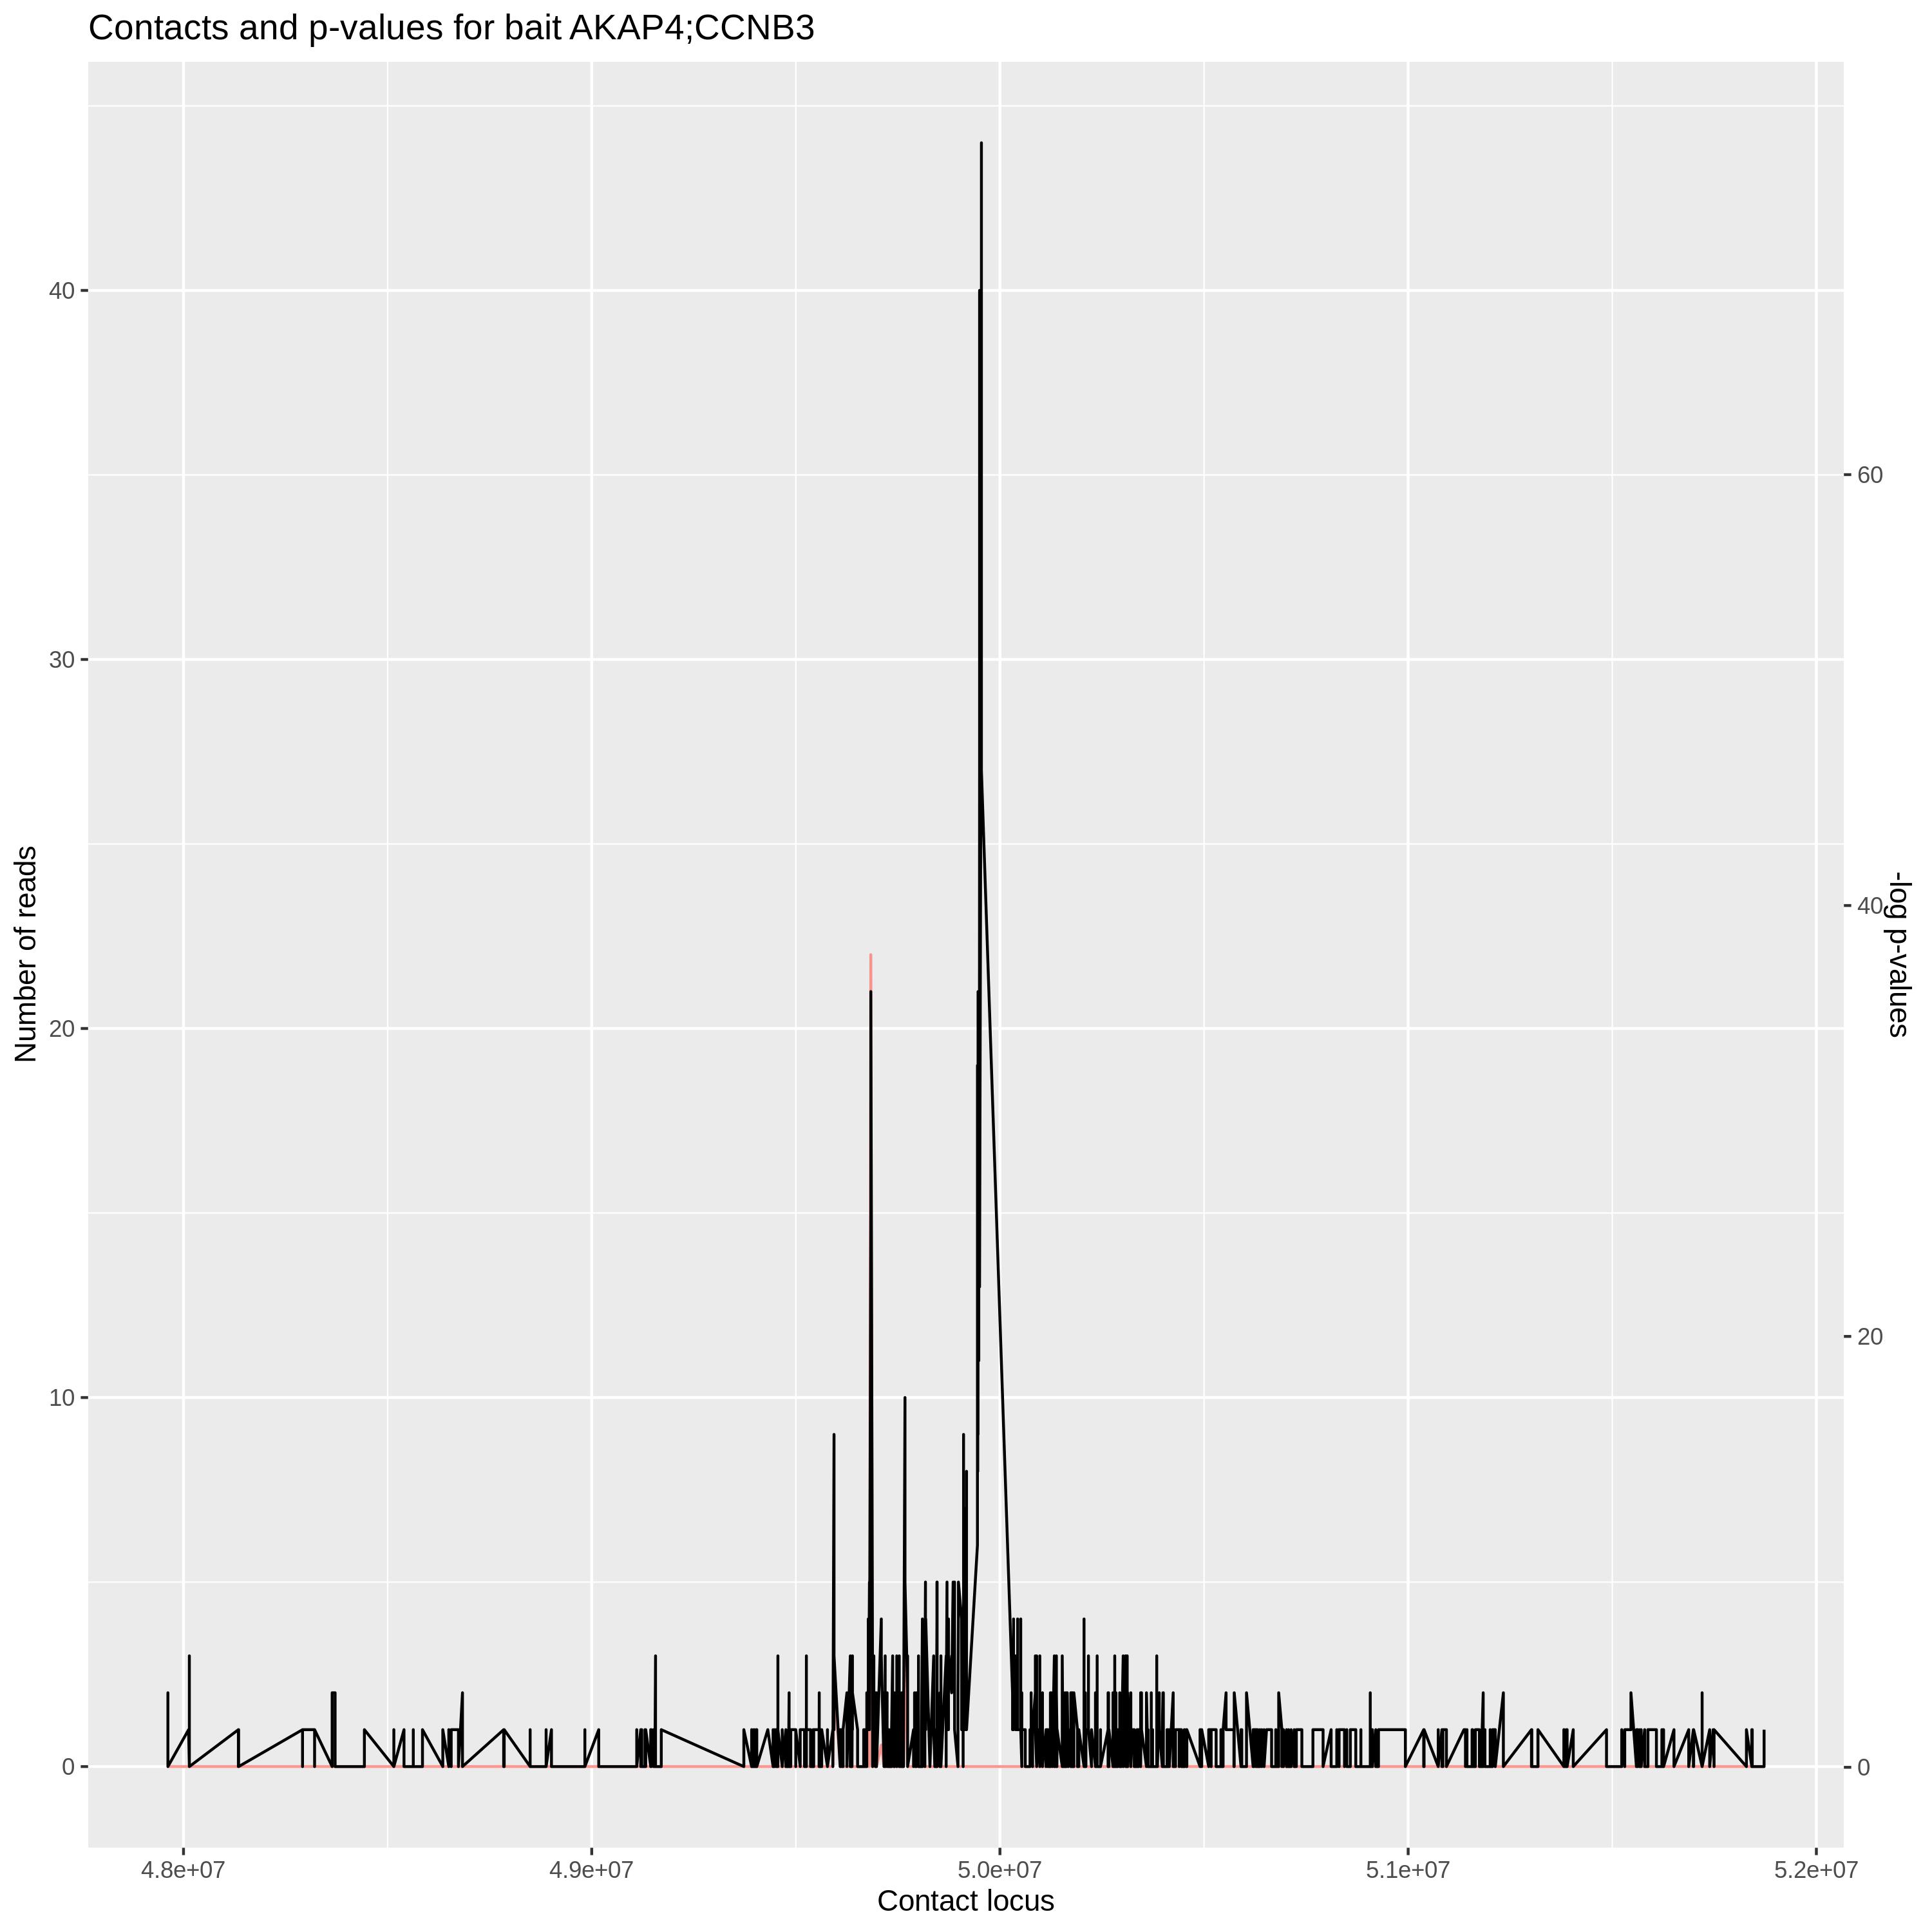 Contacts and p-values for bait AKAP4;CCNB3
40
30
20
10
0
Number of reads
60
40
20
0
-log p-values
4.8e+07 4.9e+07 5.0e+07 5.1e+07 5.2e+07
Contact locus